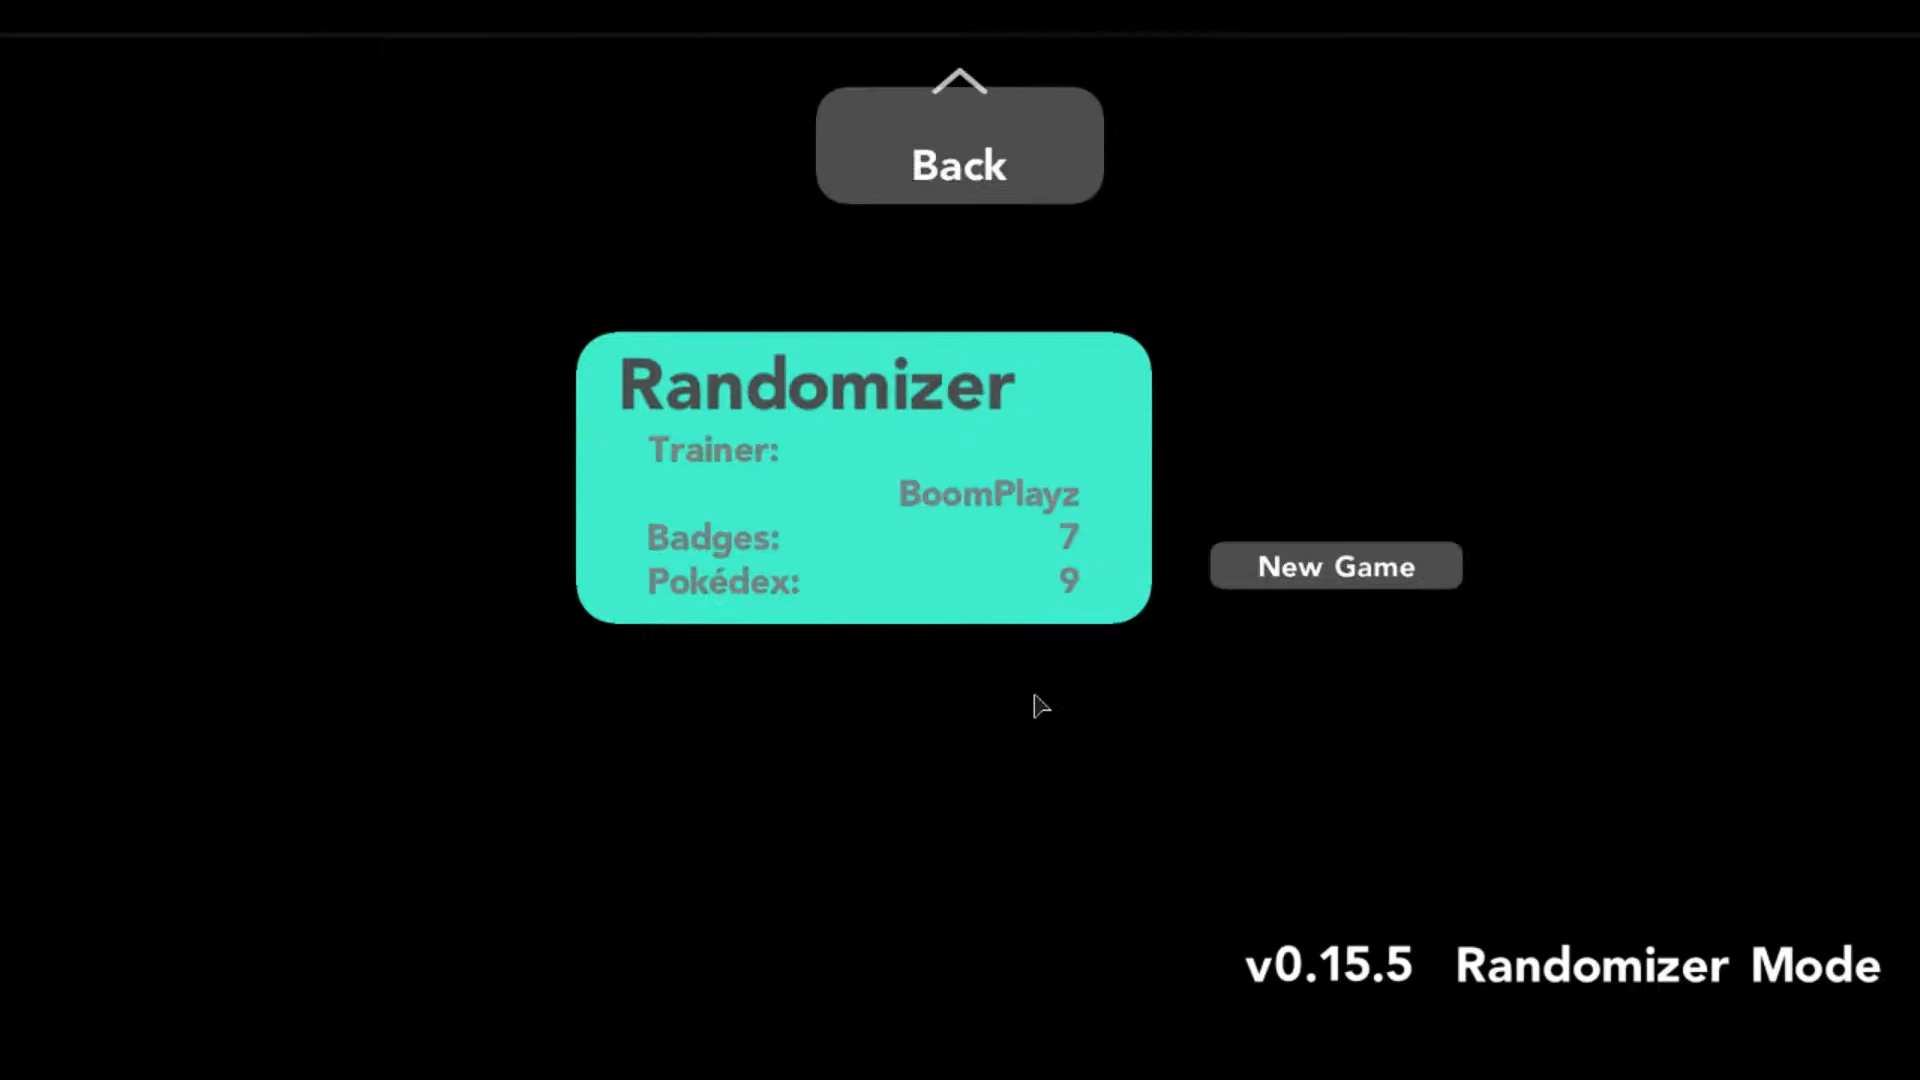 Back
Randomizer
Trainer:
BoomPlayz
Badges: 7
Pokédex: 9
New Game
v0.15.5 Randomizer Mode